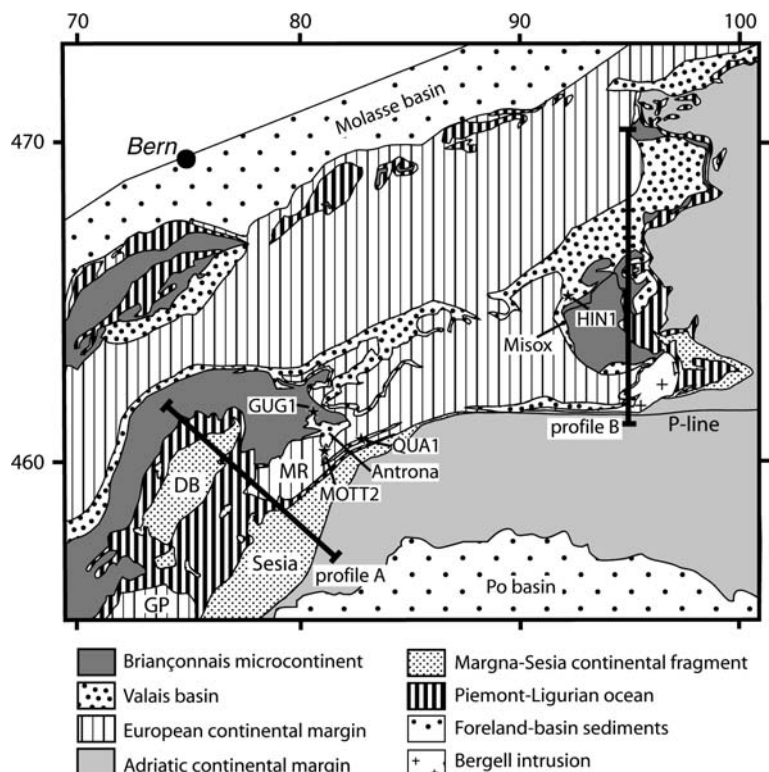 70 80 90 100
470
460
Molasse basin
Bern
HIN1
Misox
GUG1
P-line
profile B
QUA1
MR
Antrona
DB
MOTT2
Sesia
profile A
Po basin
GP
Briançonnais microcontinent
Valais basin
European continental margin
Adriatic continental margin
Margna-Sesia continental fragment
Piemont-Ligurian ocean
Foreland-basin sediments
Bergell intrusion